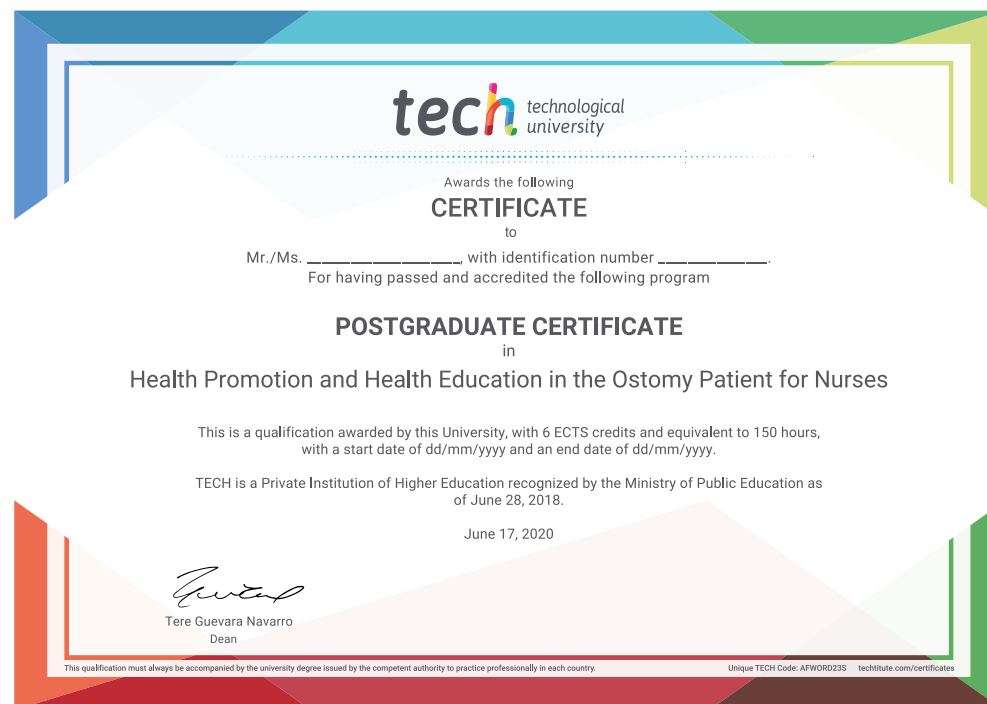 tech technological
university
Awards the following
CERTIFICATE
to
Mr./Ms. ____________________, with identification number ______________.
For having passed and accredited the following program
POSTGRADUATE CERTIFICATE
in
Health Promotion and Health Education in the Ostomy Patient for Nurses
This is a qualification awarded by this University, with 6 ECTS credits and equivalent to 150 hours,
with a start date of dd/mm/yyyy and an end date of dd/mm/yyyy.
TECH is a Private Institution of Higher Education recognized by the Ministry of Public Education as
of June 28, 2018.
June 17, 2020
Tere Guevara Navarro
Dean
This qualification must always be accompanied by the university degree issued by the competent authority to practice professionally in each country.
Unique TECH Code: AFWORD23S techtitute.com/certificates